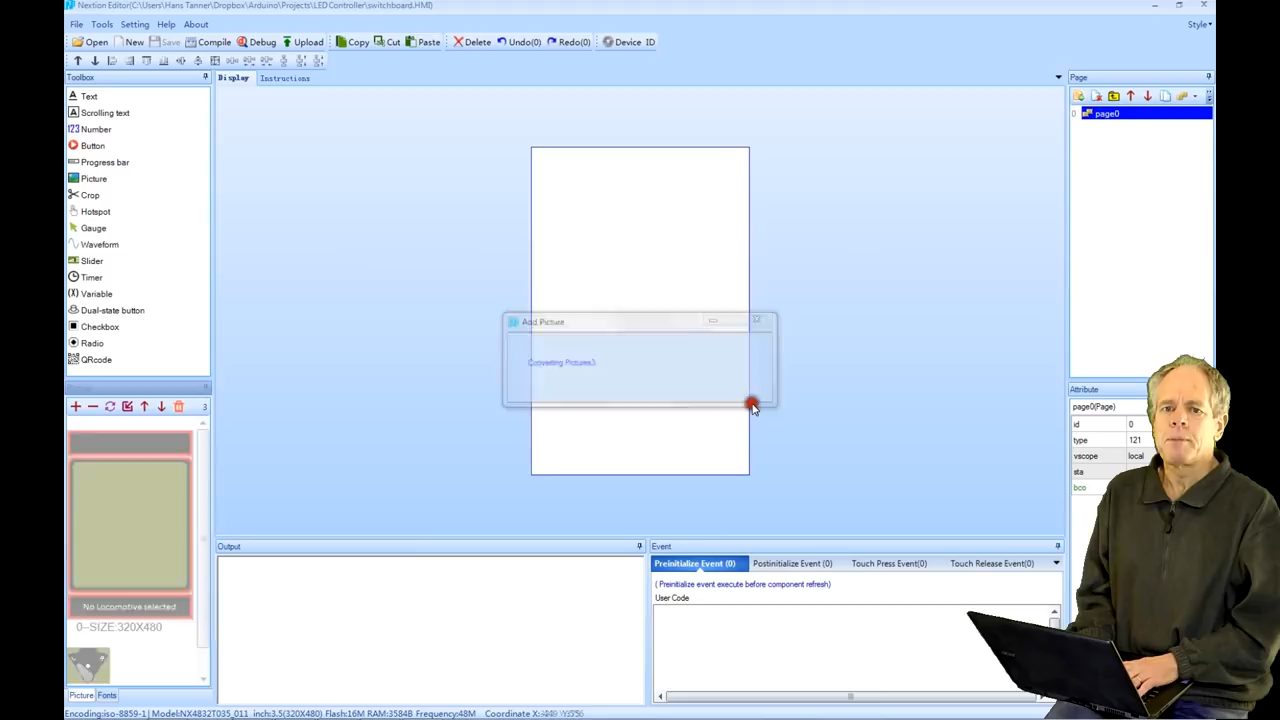 Nextion Editor(C:\Users\Hans Tanner\Dropbox\Arduino\Projects\LED Controller\switchboard.HMI)
File Tools Setting Help About
Style
Open New Save Compile Debug Upload Copy Cut Paste Delete Undo(0) Redo(0) Device ID
Toolbox
Display Instructions
Page
Text
Scrolling text
Number
Button
Progress bar
Picture
Crop
Hotspot
Gauge
Waveform
Slider
Timer
Variable
Dual-state button
Checkbox
Radio
QRcode
0 page0
Add Picture
Converting Pictures3
3
No Locomotive selected
0--SIZE:320X480
Picture Fonts
Attribute
page0(Page)
id 0
type 121
vscope local
sta
bco
Output
Event
Preinitialize Event (0) Postinitialize Event (0) Touch Press Event(0) Touch Release Event(0)
( Preinitialize event execute before component refresh)
User Code
Encoding:iso-8859-1 Model:NX4832T035_011 inch:3.5(320X480) Flash:16M RAM:3584B Frequency:48M Coordinate